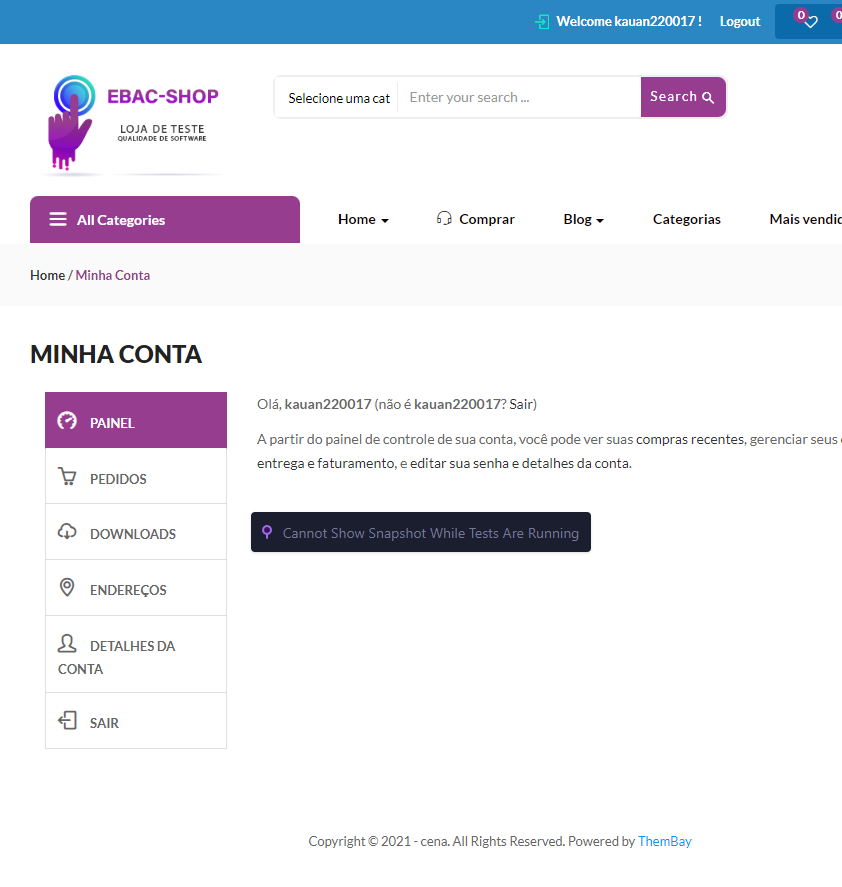 Welcome kauan220017 ! Logout 0
EBAC-SHOP
LOJA DE TESTE
QUALIDADE DE SOFTWARE
Selecione uma cat Enter your search ... Search
All Categories Home Comprar Blog Categorias Mais vendid
Home / Minha Conta
MINHA CONTA
PAINEL
PEDIDOS
DOWNLOADS
ENDEREÇOS
DETALHES DA
CONTA
SAIR
Olá, kauan220017 (não é kauan220017? Sair)
A partir do painel de controle de sua conta, você pode ver suas compras recentes, gerenciar seus
entrega e faturamento, e editar sua senha e detalhes da conta.
Cannot Show Snapshot While Tests Are Running
Copyright © 2021 - cena. All Rights Reserved. Powered by ThemBay